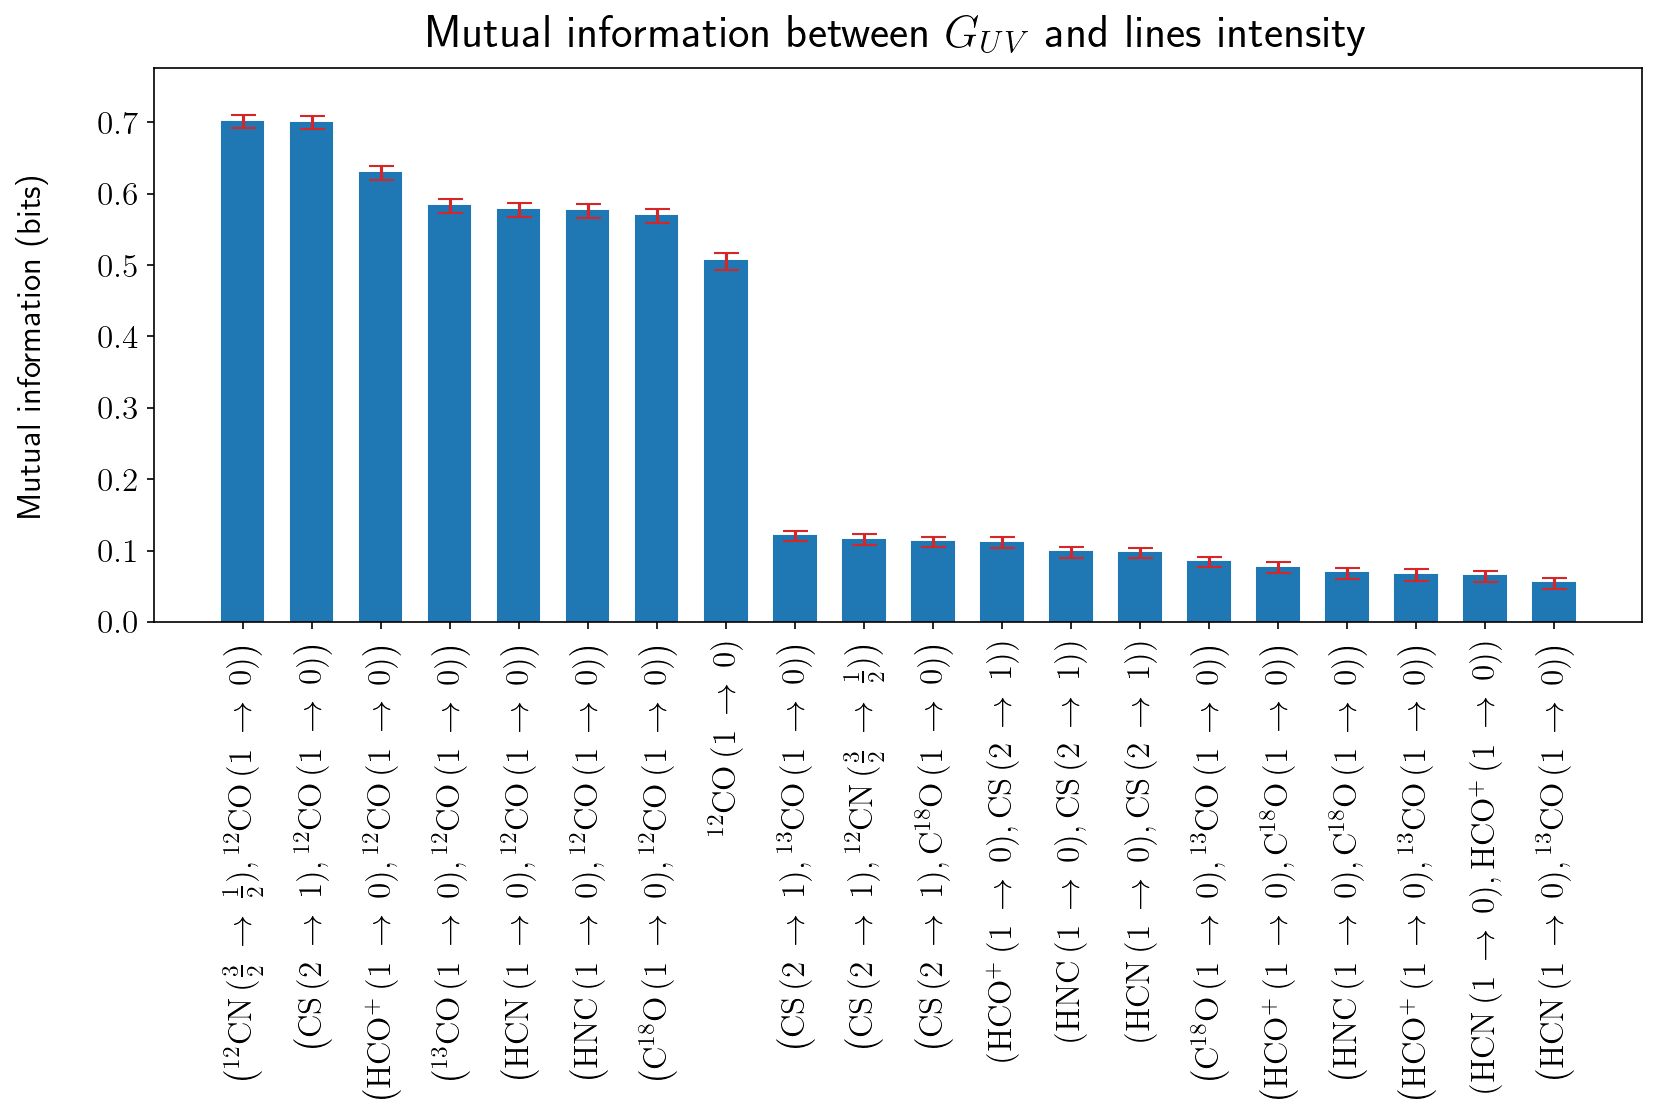 Mutual information between G_{UV} and lines intensity
Mutual information (bits)
0.7
0.6
0.5
0.4
0.3
0.2
0.1
0.0
(¹²CN (3/2 → 1/2), ¹²CO (1 → 0))
(CS (2 → 1), ¹²CO (1 → 0))
(HCO⁺ (1 → 0), ¹²CO (1 → 0))
(¹³CO (1 → 0), ¹²CO (1 → 0))
(HCN (1 → 0), ¹²CO (1 → 0))
(HNC (1 → 0), ¹²CO (1 → 0))
(C¹⁸O (1 → 0), ¹²CO (1 → 0))
¹²CO (1 → 0)
(CS (2 → 1), ¹³CO (1 → 0))
(CS (2 → 1), ¹²CN (3/2 → 1/2))
(CS (2 → 1), C¹⁸O (1 → 0))
(HCO⁺ (1 → 0), CS (2 → 1))
(HNC (1 → 0), CS (2 → 1))
(HCN (1 → 0), CS (2 → 1))
(C¹⁸O (1 → 0), ¹³CO (1 → 0))
(HCO⁺ (1 → 0), C¹⁸O (1 → 0))
(HNC (1 → 0), C¹⁸O (1 → 0))
(HCO⁺ (1 → 0), ¹³CO (1 → 0))
(HCN (1 → 0), HCO⁺ (1 → 0))
(HCN (1 → 0), ¹³CO (1 → 0))